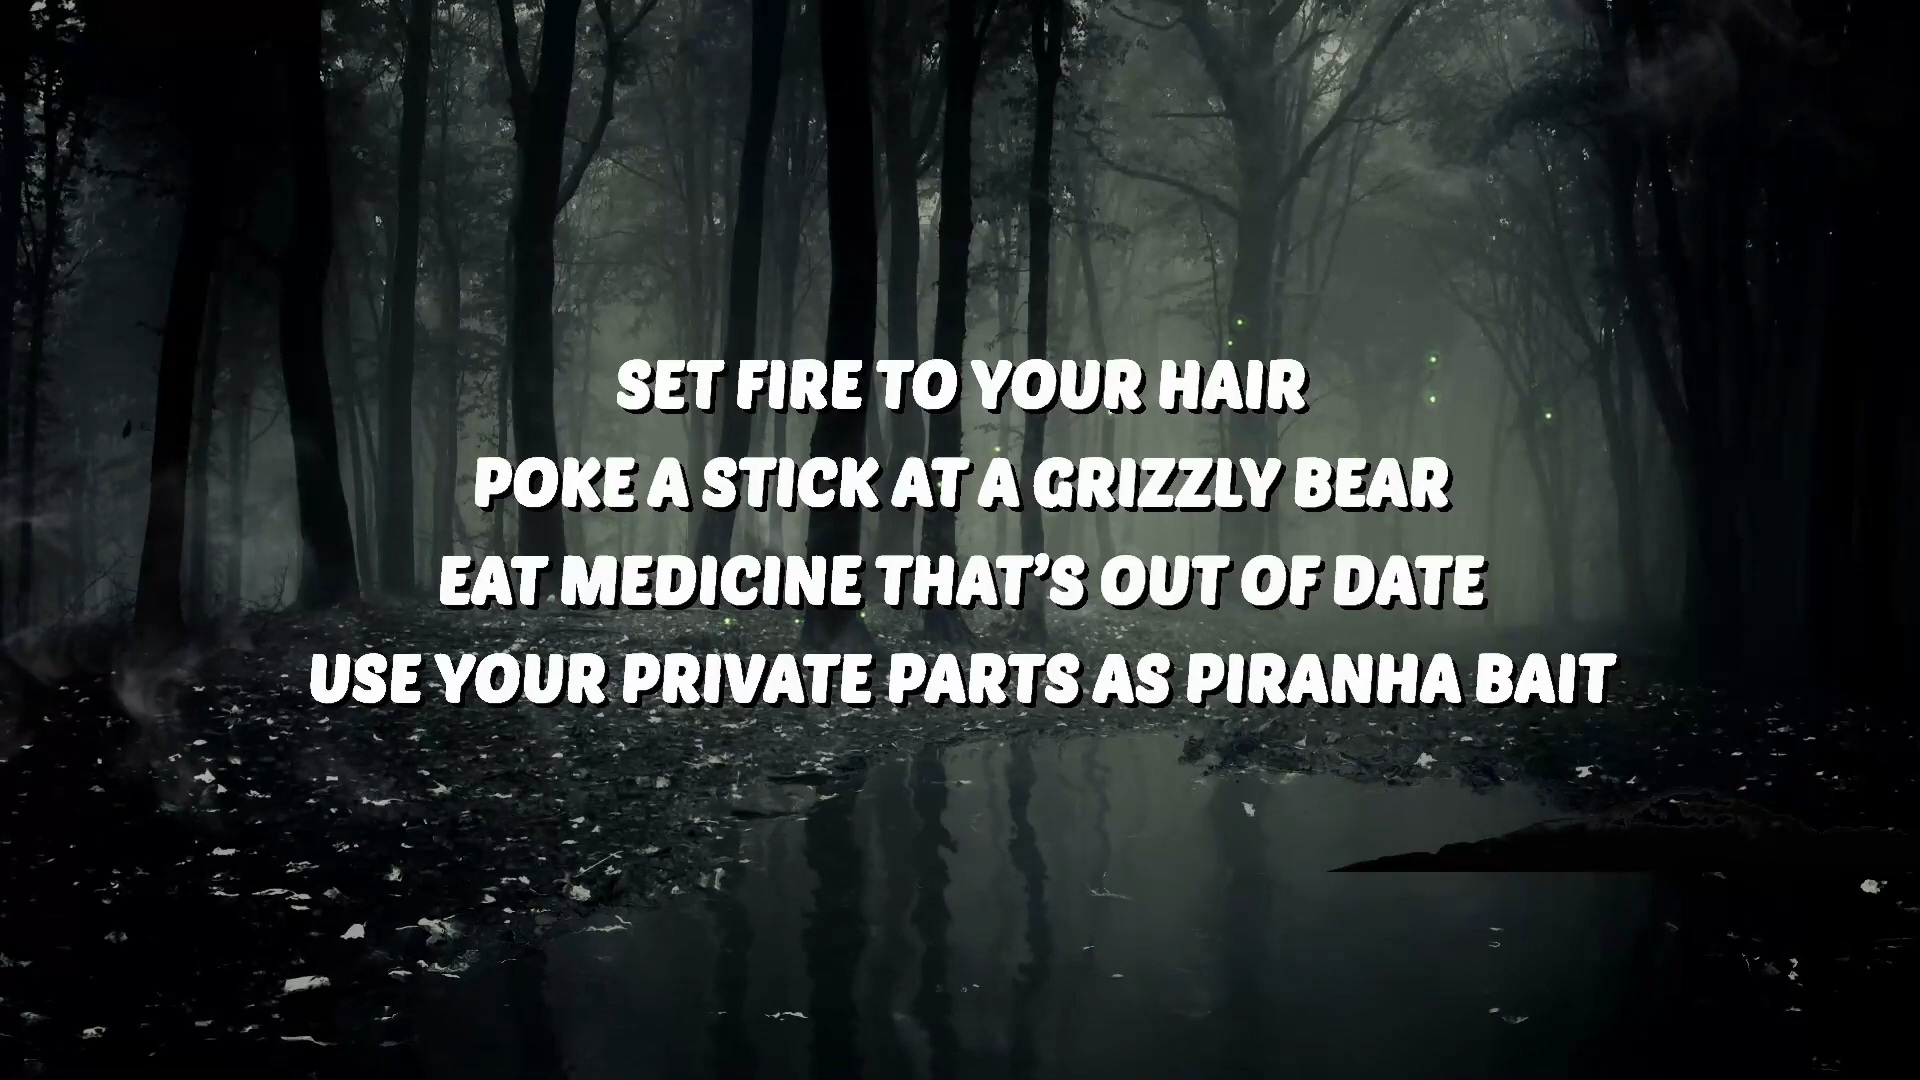 SET FIRE TO YOUR HAIR
POKE A STICK AT A GRIZZLY BEAR
EAT MEDICINE THAT'S OUT OF DATE
USE YOUR PRIVATE PARTS AS PIRANHA BAIT